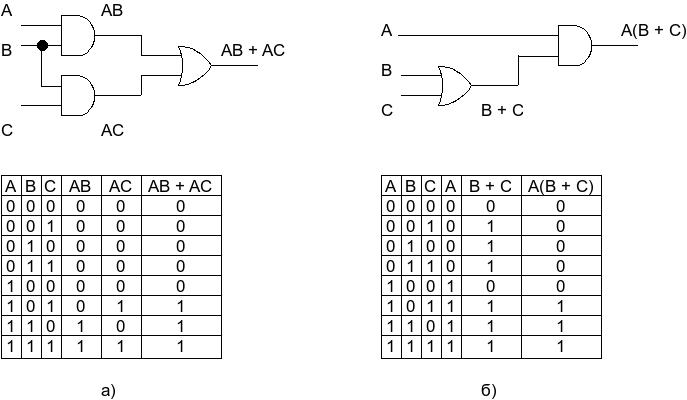 A AB
B
AB + AC
C AC
A
A(B + C)
B
C
B + C
A B C AB AC AB + AC
0 0 0 0 0 0
0 0 1 0 0 0
0 1 0 0 0 0
0 1 1 0 0 0
1 0 0 0 0 0
1 0 1 0 1 1
1 1 0 1 0 1
1 1 1 1 1 1
а)
A B C A B + C A(B + C)
0 0 0 0 0 0
0 0 1 0 1 0
0 1 0 0 1 0
0 1 1 0 1 0
1 0 0 1 0 0
1 0 1 1 1 1
1 1 0 1 1 1
1 1 1 1 1 1
б)